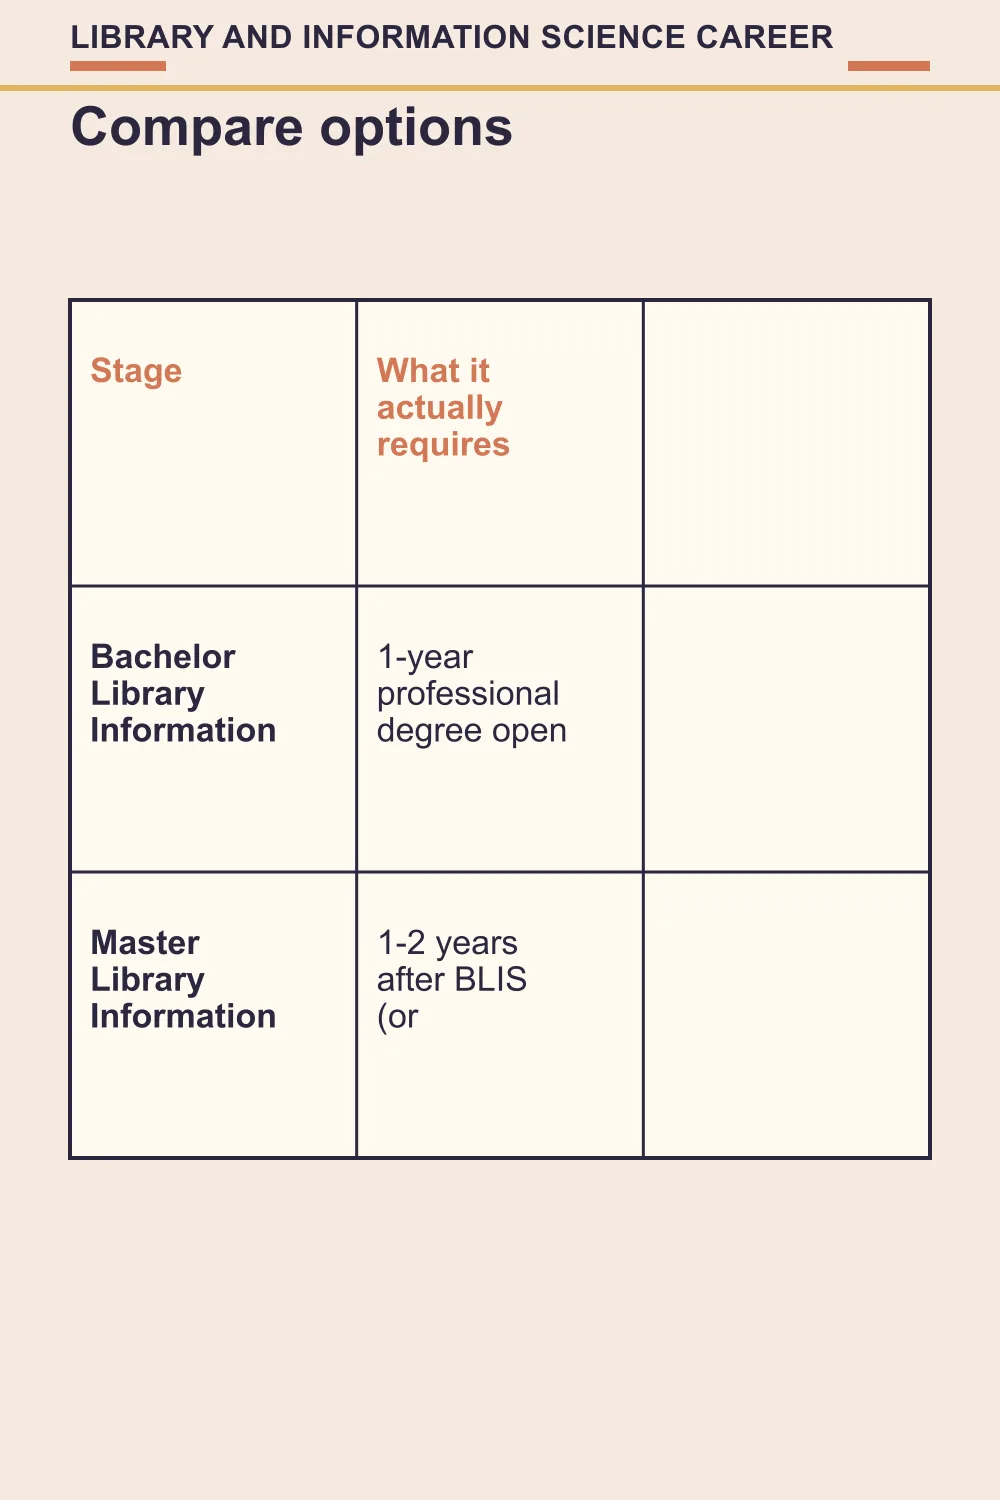 LIBRARY AND INFORMATION SCIENCE CAREER
Compare options
Stage
What it
actually
requires
Bachelor
Library
Information
1-year
professional
degree open
Master
Library
Information
1-2 years
after BLIS
(or